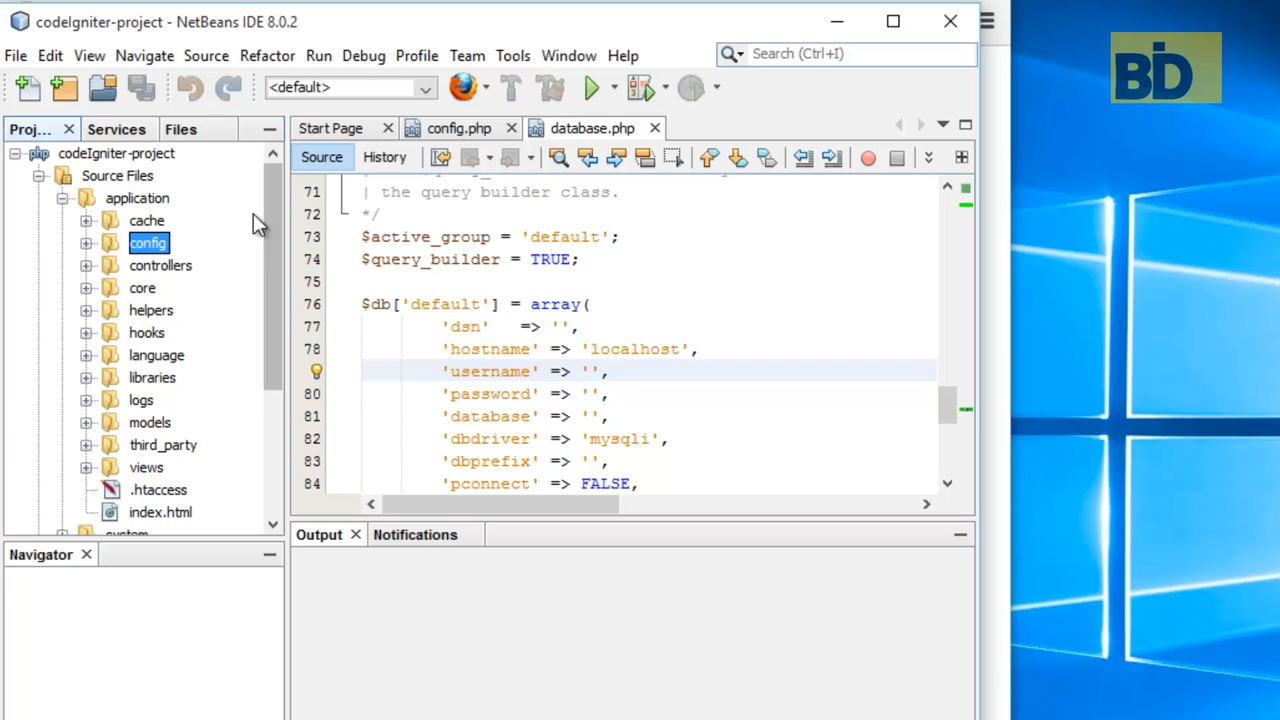 codeIgniter-project - NetBeans IDE 8.0.2
File Edit View Navigate Source Refactor Run Debug Profile Team Tools Window Help
Search (Ctrl+I)
<default>
Proj... Services Files
Start Page config.php database.php
codeIgniter-project
Source Files
application
cache
config
controllers
core
helpers
hooks
language
libraries
logs
models
third_party
views
.htaccess
index.html
system
Source History
71 | the query builder class.
72 */
73 $active_group = 'default';
74 $query_builder = TRUE;
75
76 $db['default'] = array(
77 'dsn' => '',
78 'hostname' => 'localhost',
'username' => '',
80 'password' => '',
81 'database' => '',
82 'dbdriver' => 'mysqli',
83 'dbprefix' => '',
84 'pconnect' => FALSE,
Output Notifications
Navigator
BID